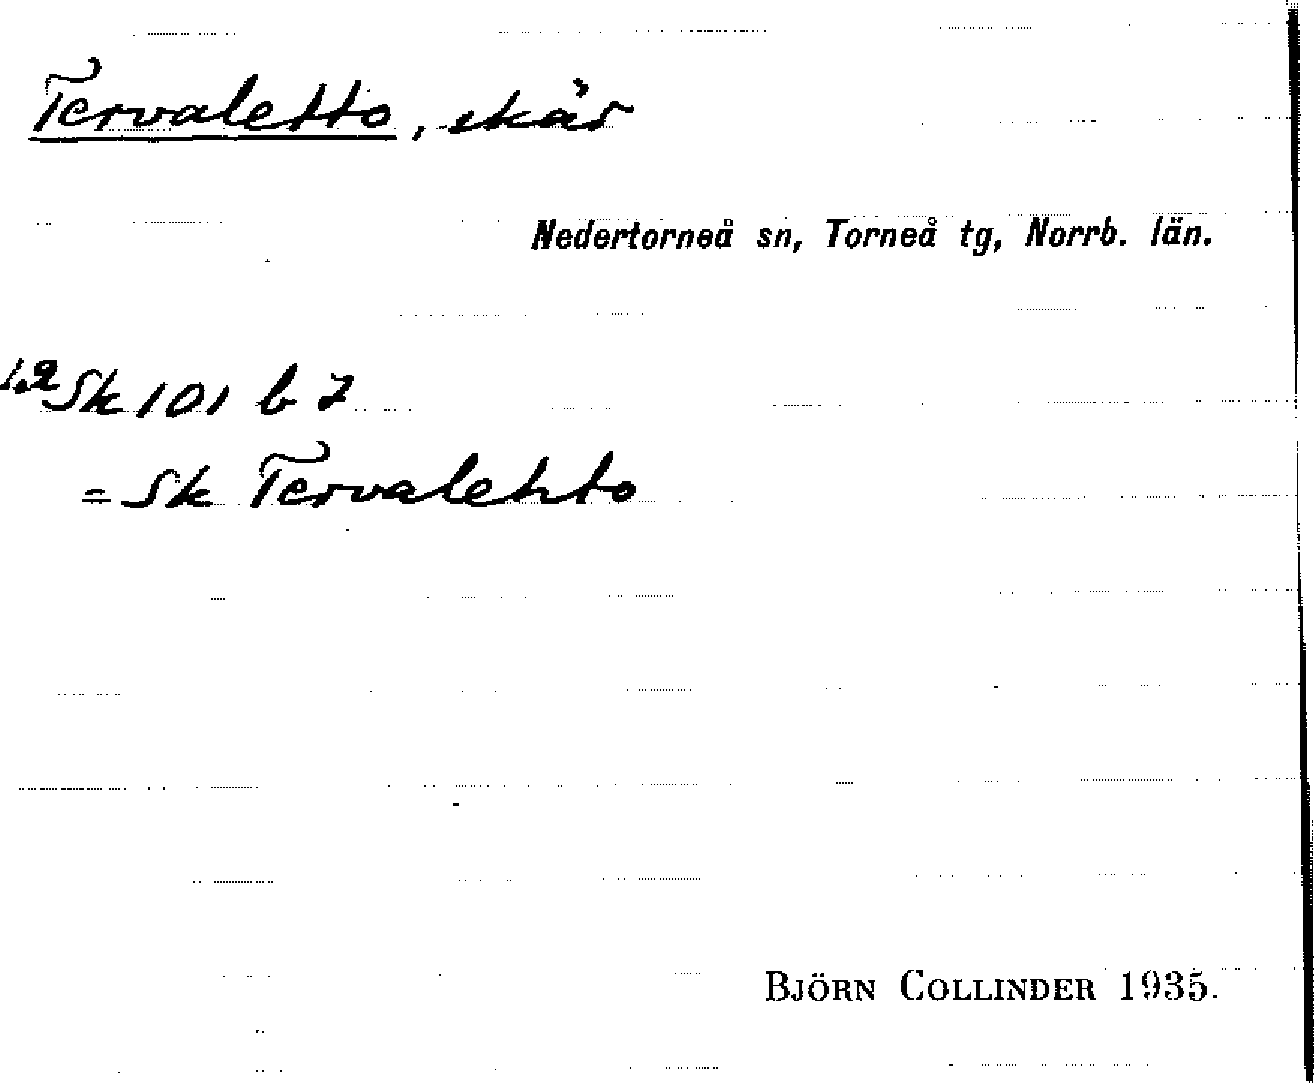 Tervaletto, skär
Nedertorneå sn, Torneå tg, Norrb. län.
1,2 Sk 101 b 7
= Sk Tervalehto
BJÖRN COLLINDER 1935.